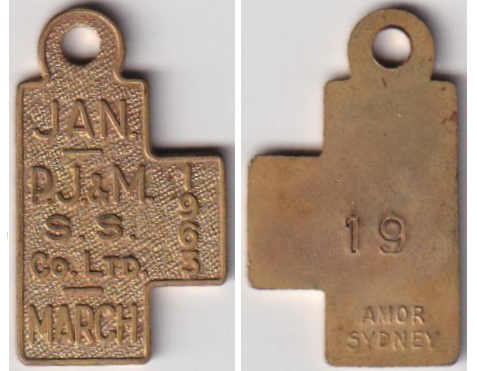 JAN.
P.J. & M.
S. S.
Co. LTD.
MARCH
1963
19
AMOR
SYDNEY